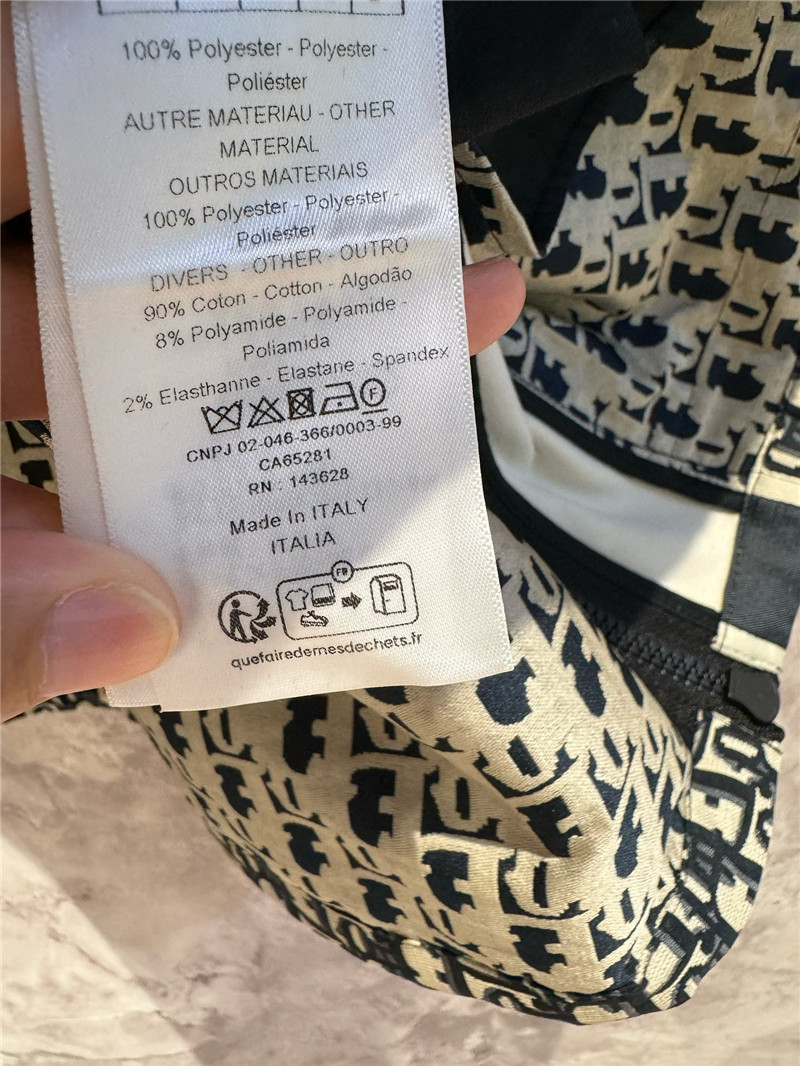 100% Polyester - Polyester -
Poliéster
AUTRE MATERIAU - OTHER
MATERIAL
OUTROS MATERIAIS
100% Polyester - Polyester -
Poliéster
DIVERS - OTHER - OUTRO
90% Coton - Cotton - Algodão
8% Polyamide - Polyamide -
Poliamida
2% Elasthanne - Elastane - Spandex
F
CNPJ 02-046-366/0003-99
CA65281
RN : 143628
Made In ITALY
ITALIA
FR
quefairedemesdechets.fr